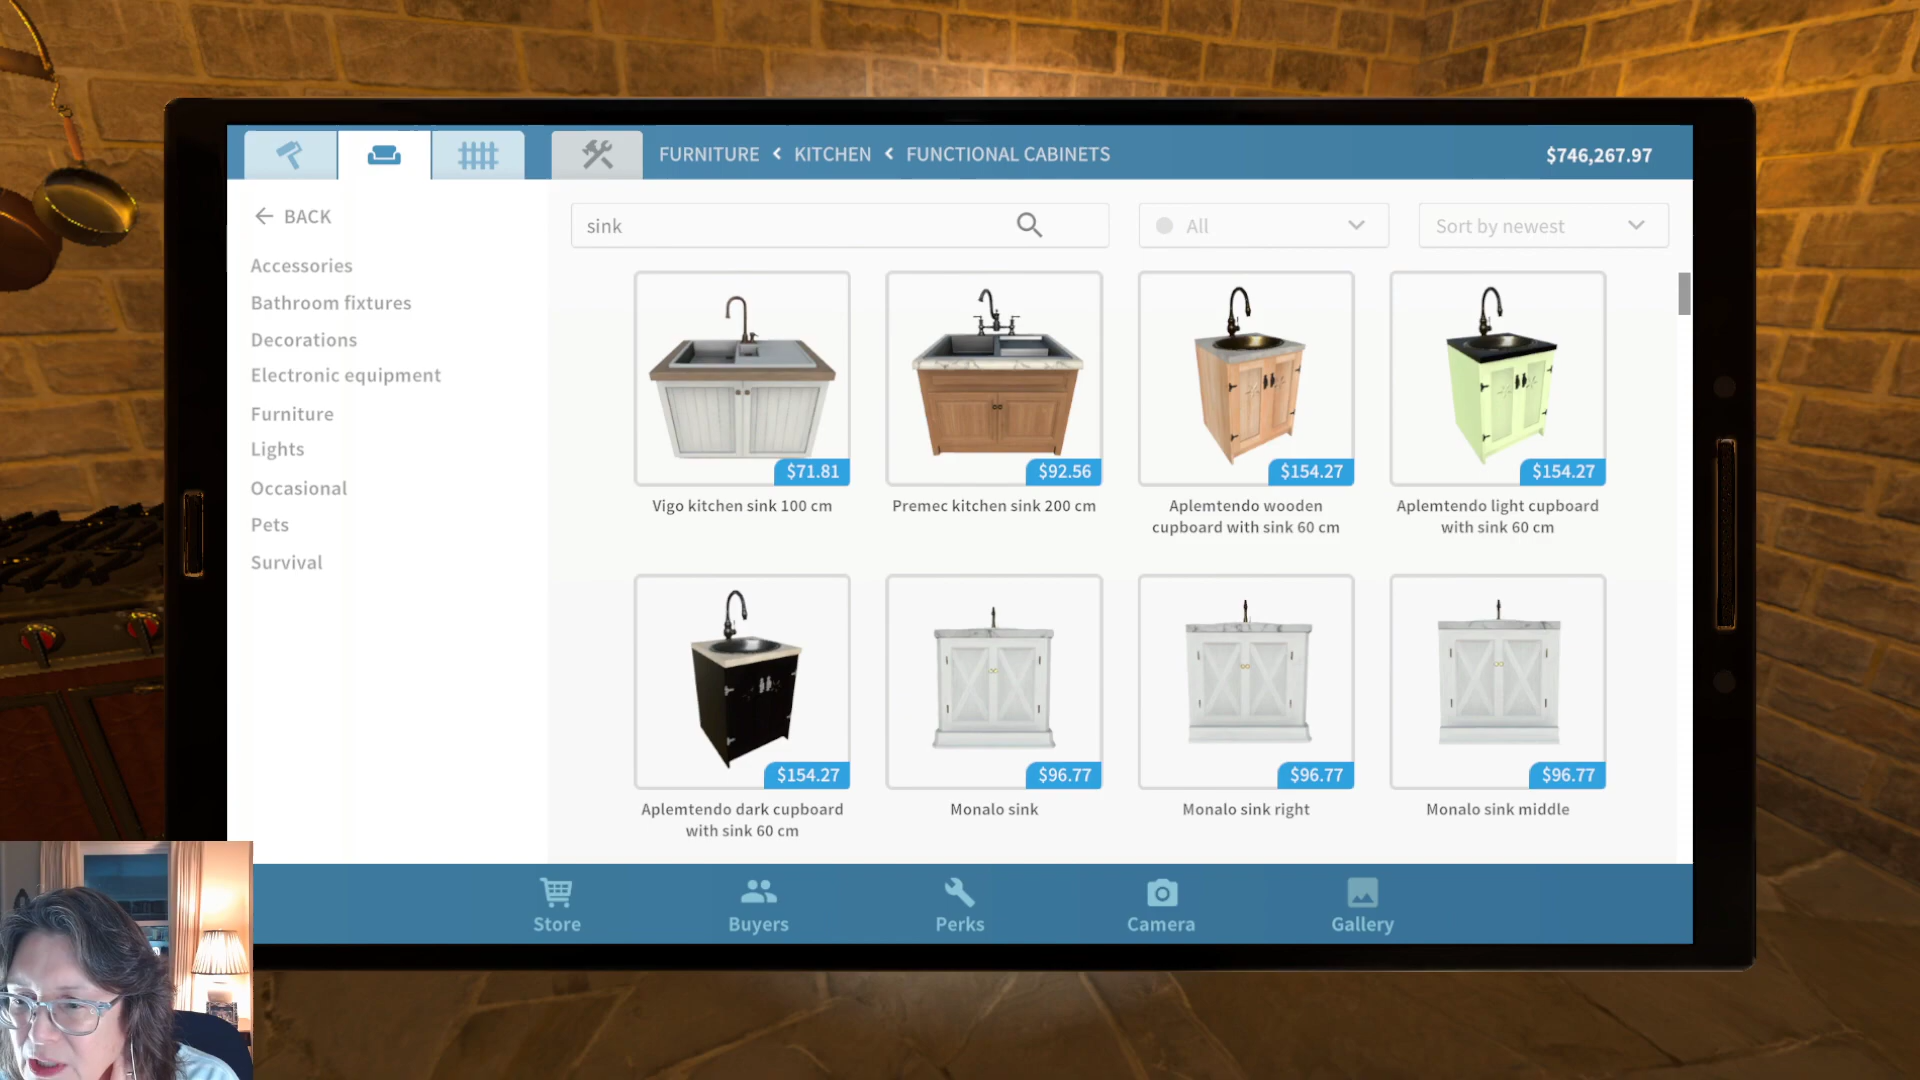 FURNITURE < KITCHEN < FUNCTIONAL CABINETS
$746,267.97
BACK
Accessories
Bathroom fixtures
Decorations
Electronic equipment
Furniture
Lights
Occasional
Pets
Survival
sink
All
Sort by newest
$71.81
$92.56
$154.27
$154.27
Vigo kitchen sink 100 cm
Premec kitchen sink 200 cm
Aplemtendo wooden
cupboard with sink 60 cm
Aplemtendo light cupboard
with sink 60 cm
$154.27
$96.77
$96.77
$96.77
Aplemtendo dark cupboard
with sink 60 cm
Monalo sink
Monalo sink right
Monalo sink middle
Store
Buyers
Perks
Camera
Gallery